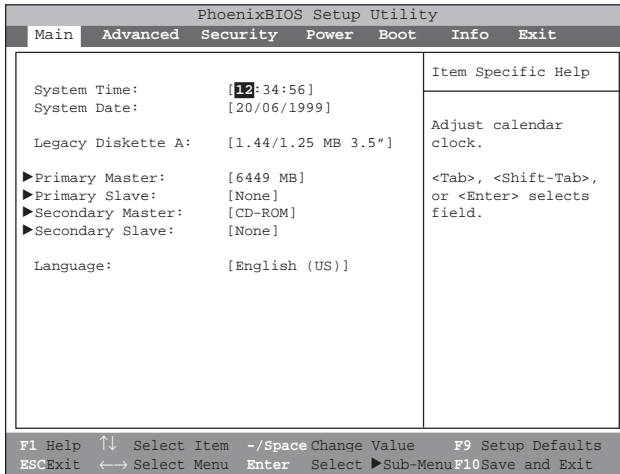 PhoenixBIOS Setup Utility
Main Advanced Security Power Boot Info Exit
System Time: [12:34:56]
System Date: [20/06/1999]
Legacy Diskette A: [1.44/1.25 MB 3.5″]
▶Primary Master: [6449 MB]
▶Primary Slave: [None]
▶Secondary Master: [CD-ROM]
▶Secondary Slave: [None]
Language: [English (US)]
Item Specific Help
Adjust calendar
clock.
<Tab>, <Shift-Tab>,
or <Enter> selects
field.
F1 Help ↑↓ Select Item -/Space Change Value F9 Setup Defaults
ESC Exit ←→ Select Menu Enter Select ▶Sub-Menu F10 Save and Exit